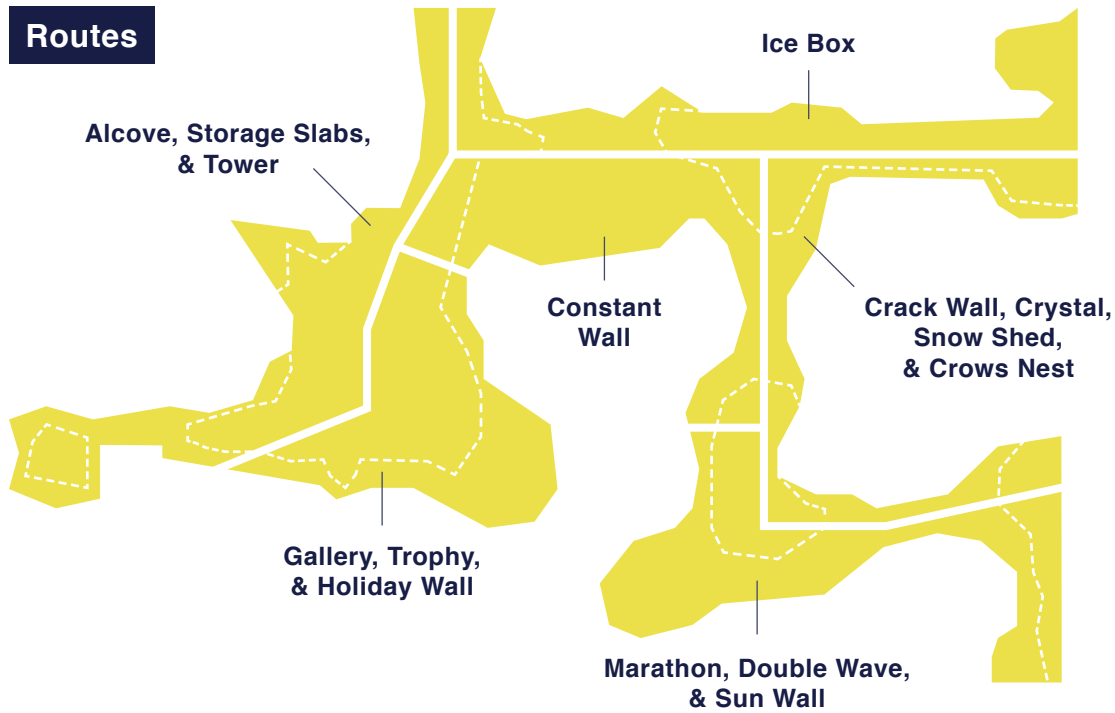 Routes
Ice Box
Alcove, Storage Slabs,
& Tower
Constant
Wall
Crack Wall, Crystal,
Snow Shed,
& Crows Nest
Gallery, Trophy,
& Holiday Wall
Marathon, Double Wave,
& Sun Wall